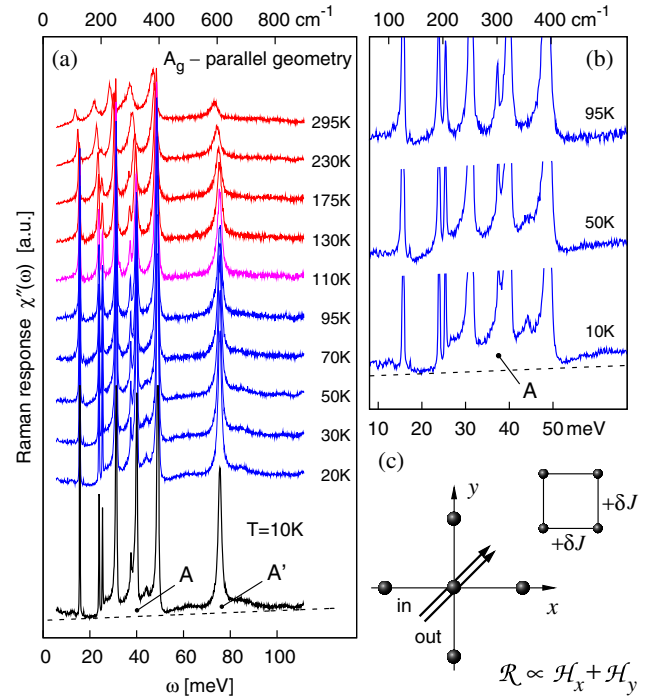 0 200 400 600 800 cm⁻¹
(a) A_g – parallel geometry
295K
230K
175K
130K
110K
95K
70K
50K
30K
20K
T=10K
A A'
Raman response χ″(ω) [a.u.]
0 20 40 60 80 100
ω [meV]
100 200 300 400 cm⁻¹
(b)
95K
50K
10K
A
10 20 30 40 50 meV
(c)
y
+δJ
+δJ
in
x
out
ℛ ∝ ℋ_x + ℋ_y